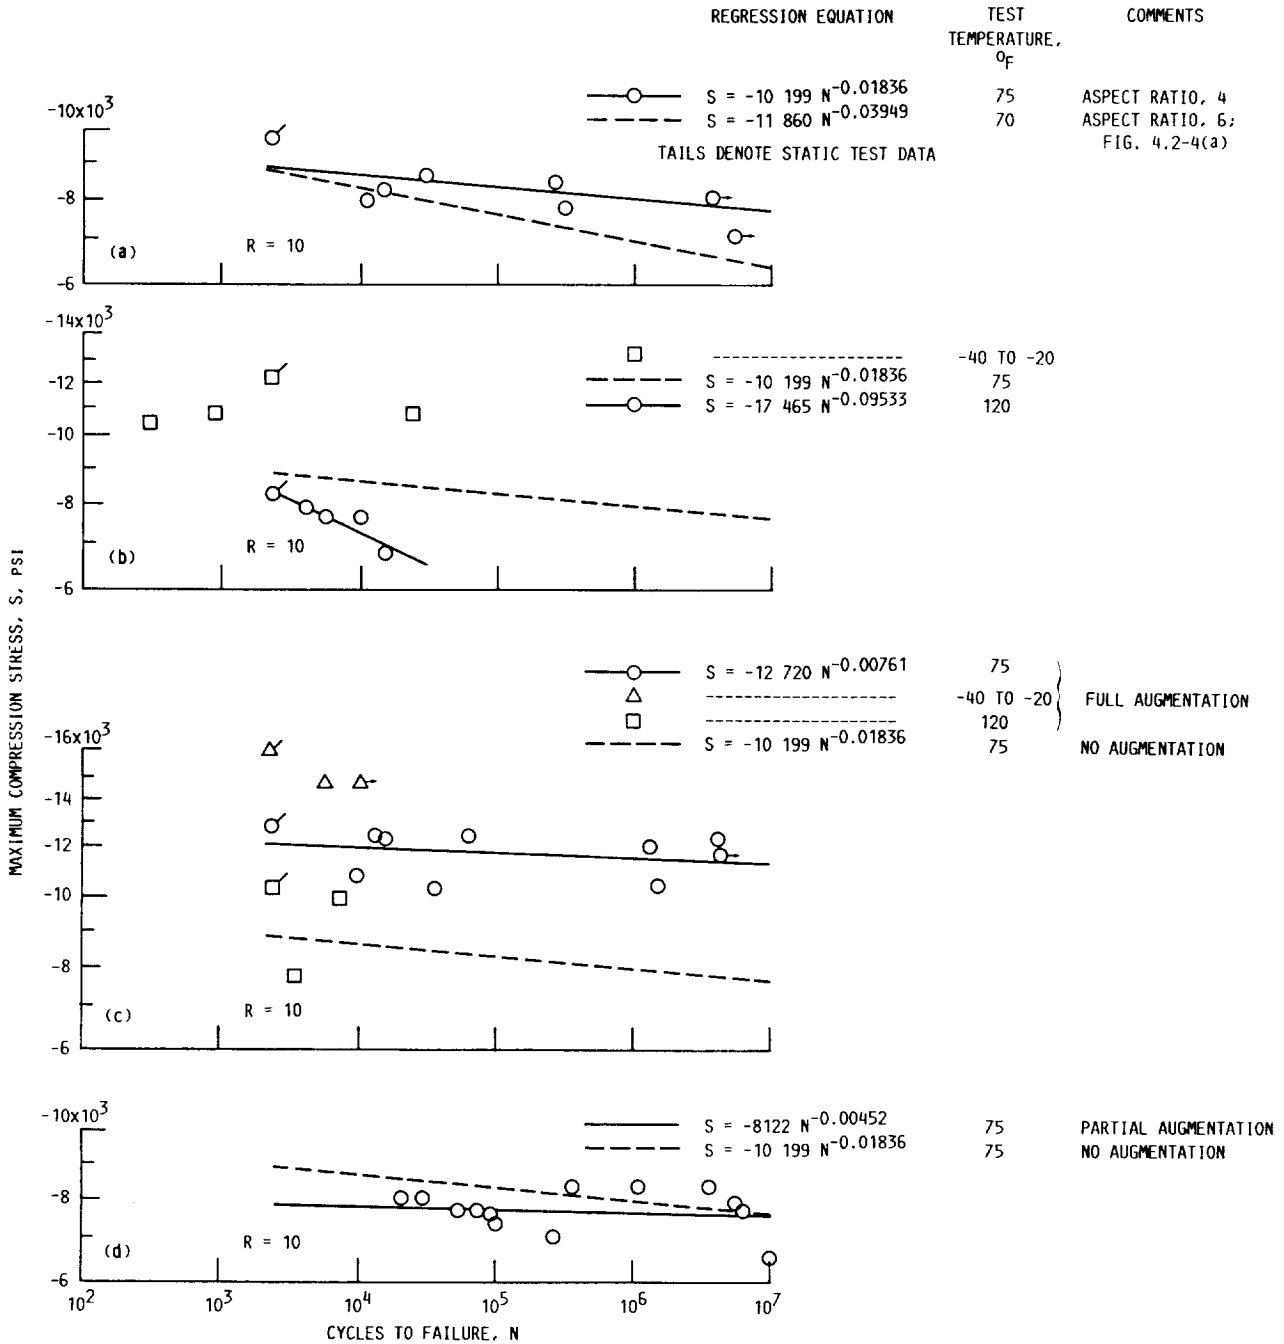 REGRESSION EQUATION TEST TEMPERATURE, °F COMMENTS
S = -10 199 N^-0.01836 75 ASPECT RATIO, 4
S = -11 860 N^-0.03949 70 ASPECT RATIO, 6;
FIG. 4.2-4(a)
TAILS DENOTE STATIC TEST DATA
-10x10^3
-8
-6
(a)
R = 10
-14x10^3
-12
-10
-8
-6
(b)
R = 10
---------------------- -40 TO -20
S = -10 199 N^-0.01836 75
S = -17 465 N^-0.09533 120
MAXIMUM COMPRESSION STRESS, S, PSI
S = -12 720 N^-0.00761 75
---------------------- -40 TO -20 FULL AUGMENTATION
---------------------- 120
S = -10 199 N^-0.01836 75 NO AUGMENTATION
-16x10^3
-14
-12
-10
-8
-6
(c)
R = 10
S = -8122 N^-0.00452 75 PARTIAL AUGMENTATION
S = -10 199 N^-0.01836 75 NO AUGMENTATION
-10x10^3
-8
-6
(d)
R = 10
10^2 10^3 10^4 10^5 10^6 10^7
CYCLES TO FAILURE, N